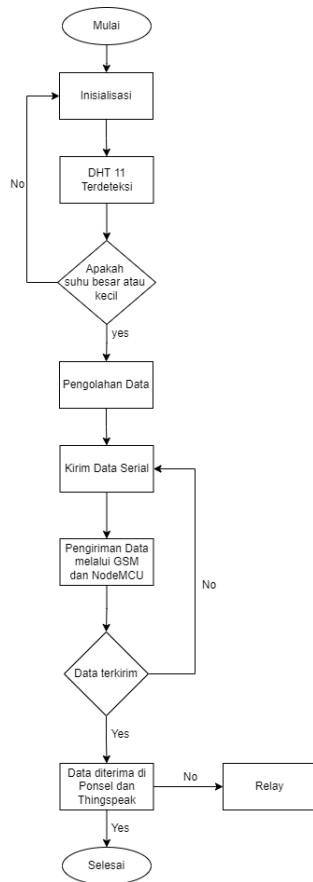 Mulai
Inisialisasi
No
DHT 11
Terdeteksi
Apakah
suhu besar atau
kecil
yes
Pengolahan Data
Kirim Data Serial
Pengiriman Data
melalui GSM
dan NodeMCU
No
Data terkirim
Yes
Data diterima di
Ponsel dan
Thingspeak
No
Relay
Yes
Selesai